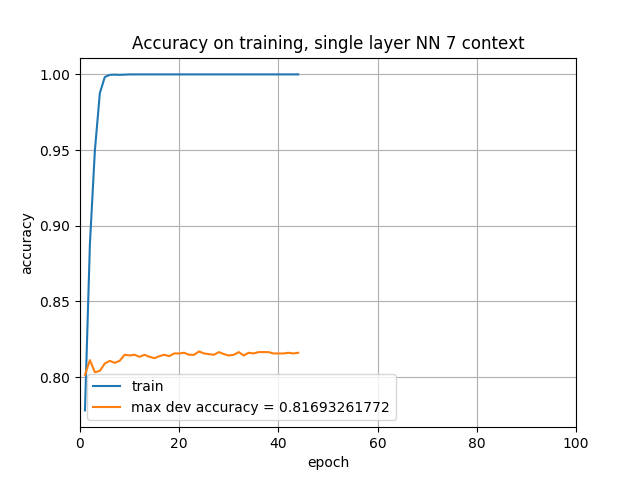 Accuracy on training, single layer NN 7 context
accuracy
1.00
0.95
0.90
0.85
0.80
train
max dev accuracy = 0.81693261772
0 20 40 60 80 100
epoch